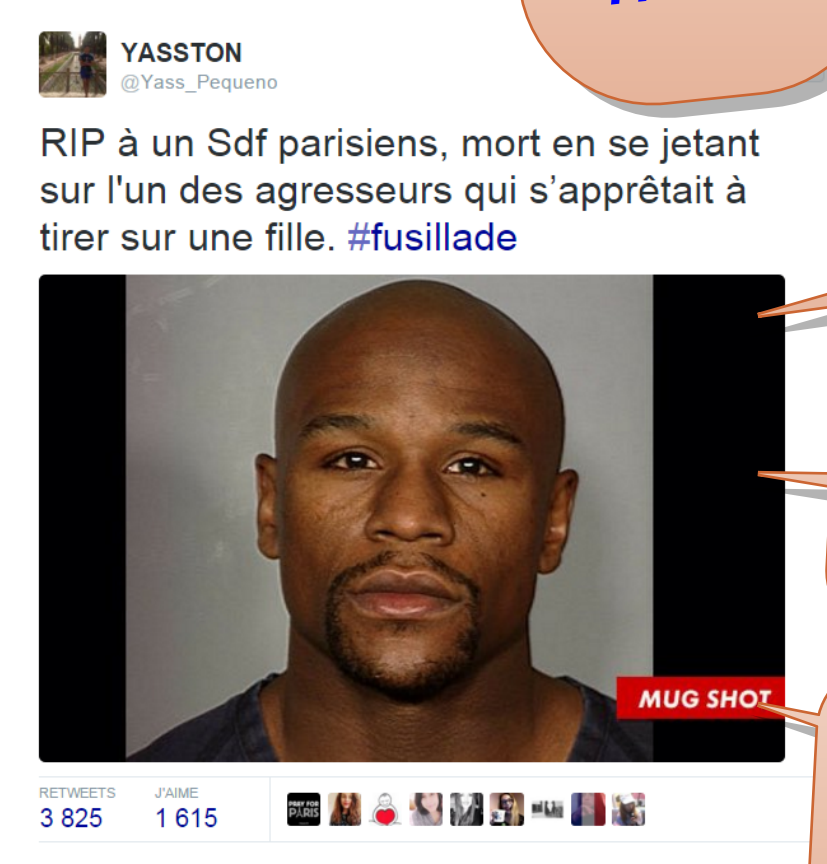 YASSTON
@Yass_Pequeno
RIP à un Sdf parisiens, mort en se jetant
sur l'un des agresseurs qui s’apprêtait à
tirer sur une fille. #fusillade
MUG SHOT
RETWEETS J'AIME
3 825 1 615
PRAY FOR
PARIS